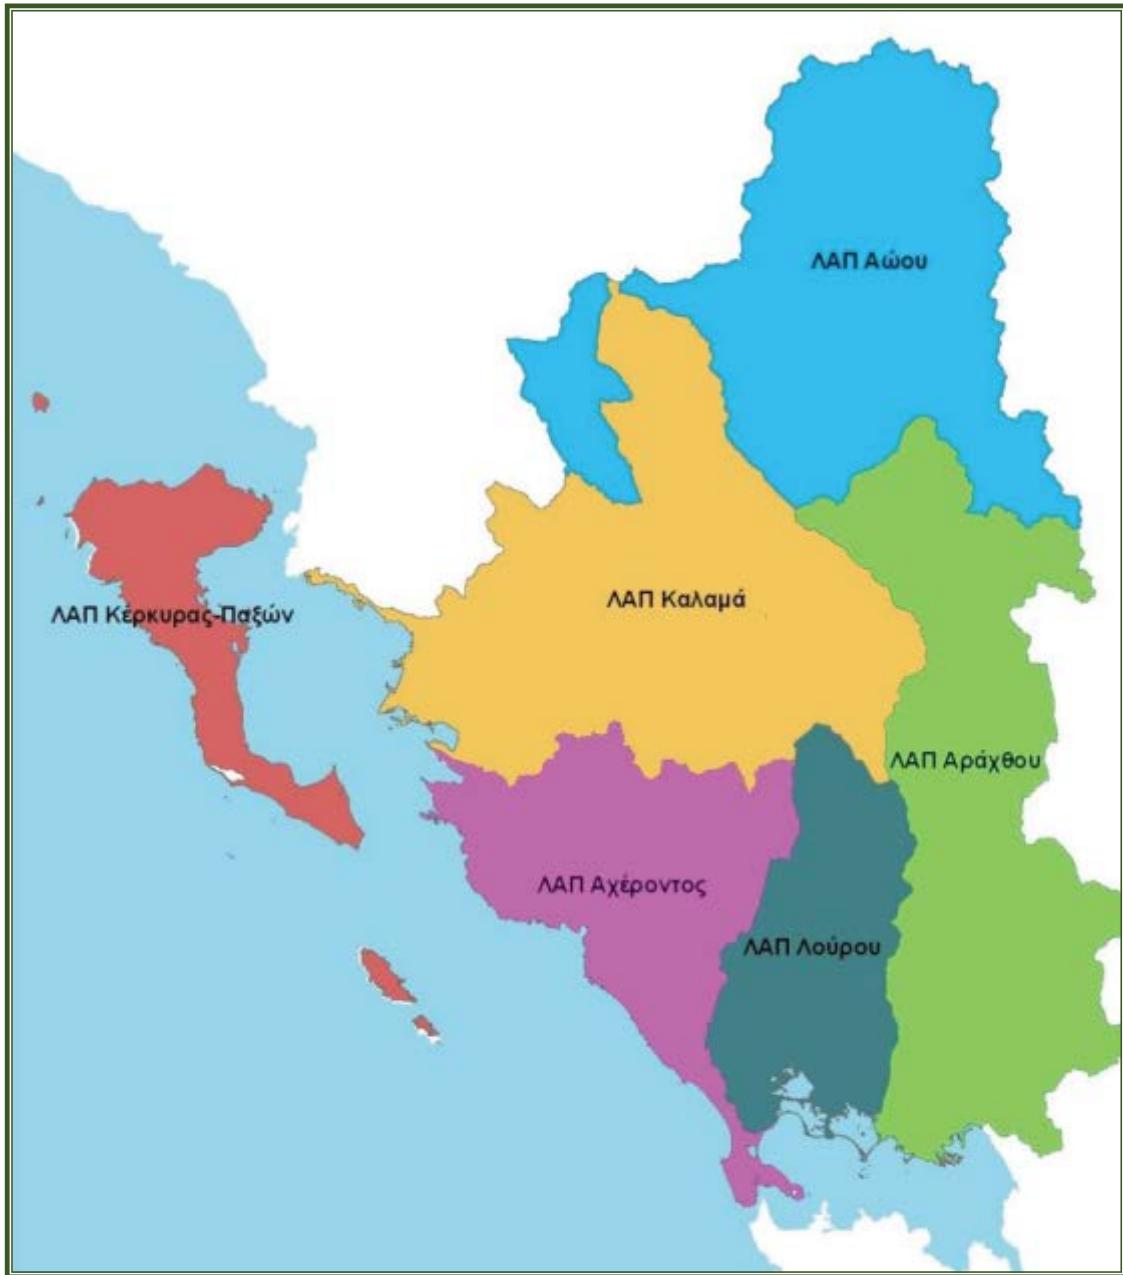 ΛΑΠ Αώου
ΛΑΠ Καλαμά
ΛΑΠ Κέρκυρας-Παξών
ΛΑΠ Αράχθου
ΛΑΠ Αχέροντος
ΛΑΠ Λούρου